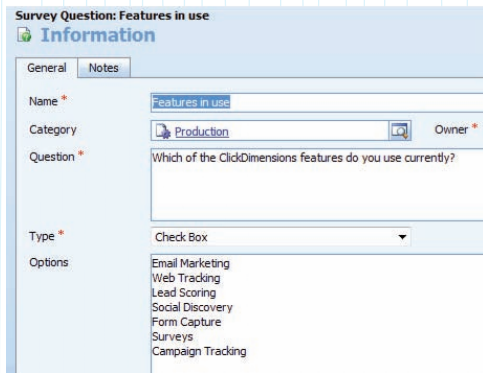 Survey Question: Features in use
Information
General Notes
Name * Features in use
Category Production Owner *
Question * Which of the ClickDimensions features do you use currently?
Type * Check Box
Options Email Marketing
Web Tracking
Lead Scoring
Social Discovery
Form Capture
Surveys
Campaign Tracking